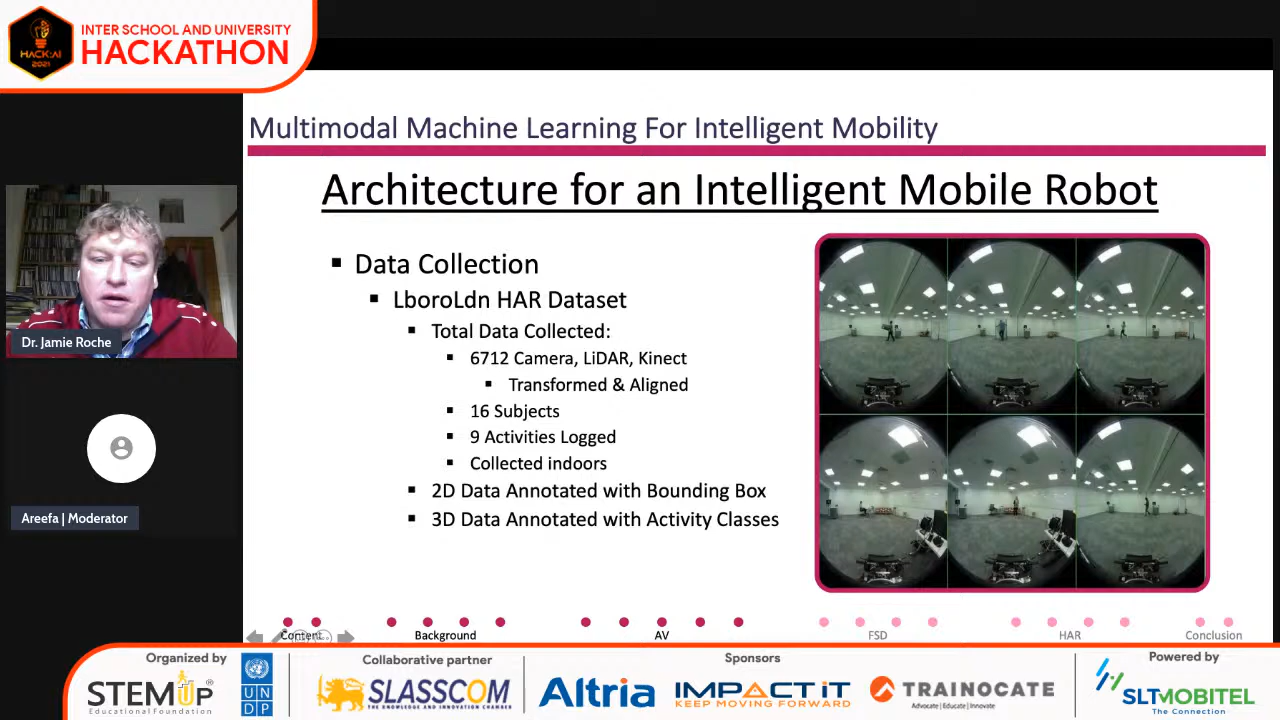 INTER SCHOOL AND UNIVERSITY
HACKATHON
HACK:AI
2021
Multimodal Machine Learning For Intelligent Mobility
Architecture for an Intelligent Mobile Robot
Data Collection
LboroLdn HAR Dataset
Total Data Collected:
6712 Camera, LiDAR, Kinect
Transformed & Aligned
16 Subjects
9 Activities Logged
Collected indoors
2D Data Annotated with Bounding Box
3D Data Annotated with Activity Classes
Dr. Jamie Roche
Areefa | Moderator
Content Background AV FSD HAR Conclusion
Organized by
STEMUP®
Educational Foundation
UN
DP
Collaborative partner
SLASSCOM
THE KNOWLEDGE AND INNOVATION CHAMBER
Sponsors
Altria
IMPACT iT
KEEP MOVING FORWARD
TRAINOCATE
Advocate | Educate | Innovate
Powered by
SLTMOBITEL
The Connection